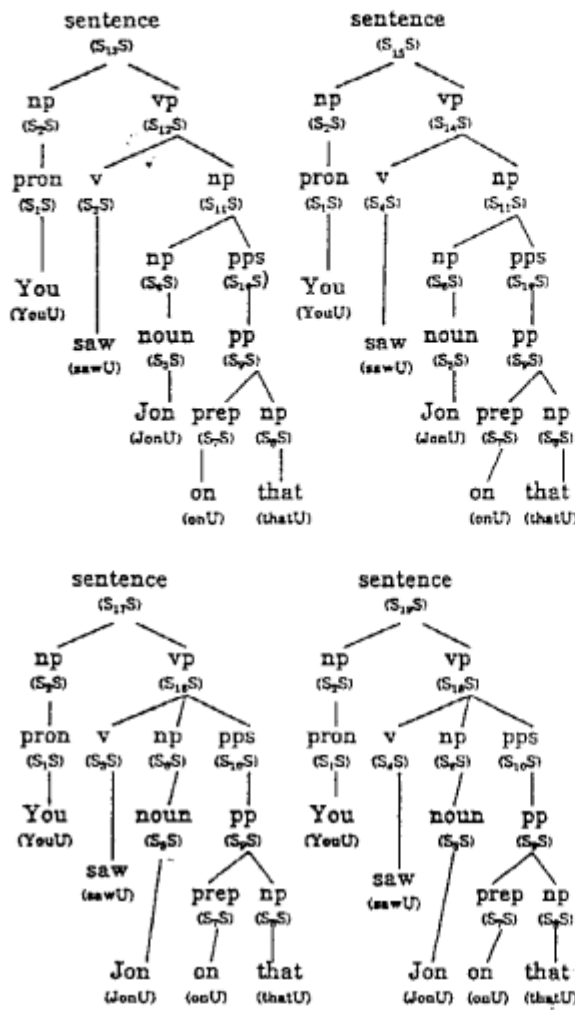 sentence sentence
(S₁₃S) (S₁₅S)
np vp np vp
(S₂S) (S₁₂S) (S₂S) (S₁₄S)
pron v np pron v np
(S₁S) (S₃S) (S₁₁S) (S₁S) (S₄S) (S₁₁S)
np pps np pps
(S₆S) (S₁₀S) (S₆S) (S₁₀S)
You You
(YouU) (YouU)
saw noun pp saw noun pp
(sawU) (S₅S) (S₉S) (sawU) (S₅S) (S₉S)
Jon prep np Jon prep np
(JonU) (S₇S) (S₈S) (JonU) (S₇S) (S₈S)
on that on that
(onU) (thatU) (onU) (thatU)
sentence sentence
(S₁₇S) (S₁₉S)
np vp np vp
(S₂S) (S₁₆S) (S₂S) (S₁₈S)
pron v np pps pron v np pps
(S₁S) (S₃S) (S₆S) (S₁₀S) (S₁S) (S₄S) (S₆S) (S₁₀S)
You noun pp You noun pp
(YouU) (S₅S) (S₉S) (YouU) (S₅S) (S₉S)
saw prep np saw prep np
(sawU) (S₇S) (S₈S) (sawU) (S₇S) (S₈S)
Jon on that Jon on that
(JonU) (onU) (thatU) (JonU) (onU) (thatU)